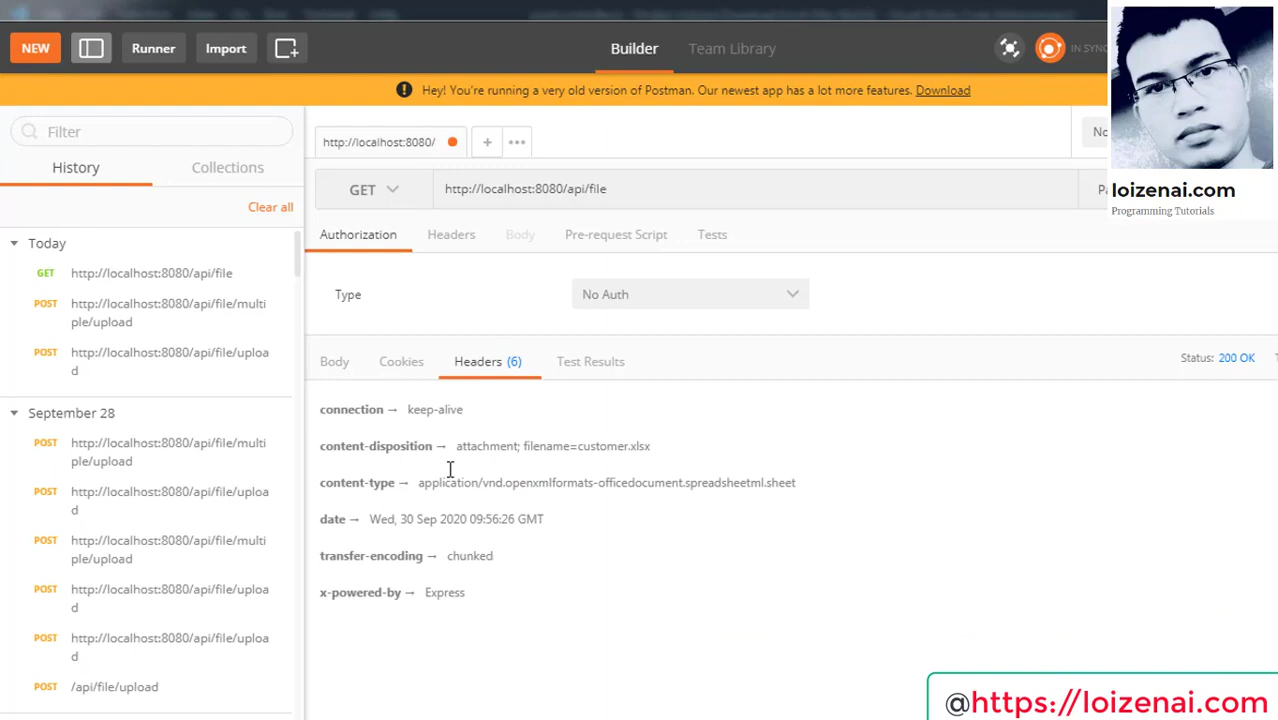 NEW
Runner
Import
Builder
Team Library
IN SYNC
Hey! You're running a very old version of Postman. Our newest app has a lot more features. Download
Filter
History
Collections
Clear all
Today
GET http://localhost:8080/api/file
POST http://localhost:8080/api/file/multi
ple/upload
POST http://localhost:8080/api/file/uploa
d
September 28
POST http://localhost:8080/api/file/multi
ple/upload
POST http://localhost:8080/api/file/uploa
d
POST http://localhost:8080/api/file/multi
ple/upload
POST http://localhost:8080/api/file/uploa
d
POST http://localhost:8080/api/file/uploa
d
POST /api/file/upload
http://localhost:8080/
No
GET http://localhost:8080/api/file
Pa
Authorization Headers Body Pre-request Script Tests
Type No Auth
Body Cookies Headers (6) Test Results
Status: 200 OK
connection → keep-alive
content-disposition → attachment; filename=customer.xlsx
content-type → application/vnd.openxmlformats-officedocument.spreadsheetml.sheet
date → Wed, 30 Sep 2020 09:56:26 GMT
transfer-encoding → chunked
x-powered-by → Express
loizenai.com
Programming Tutorials
@https://loizenai.com